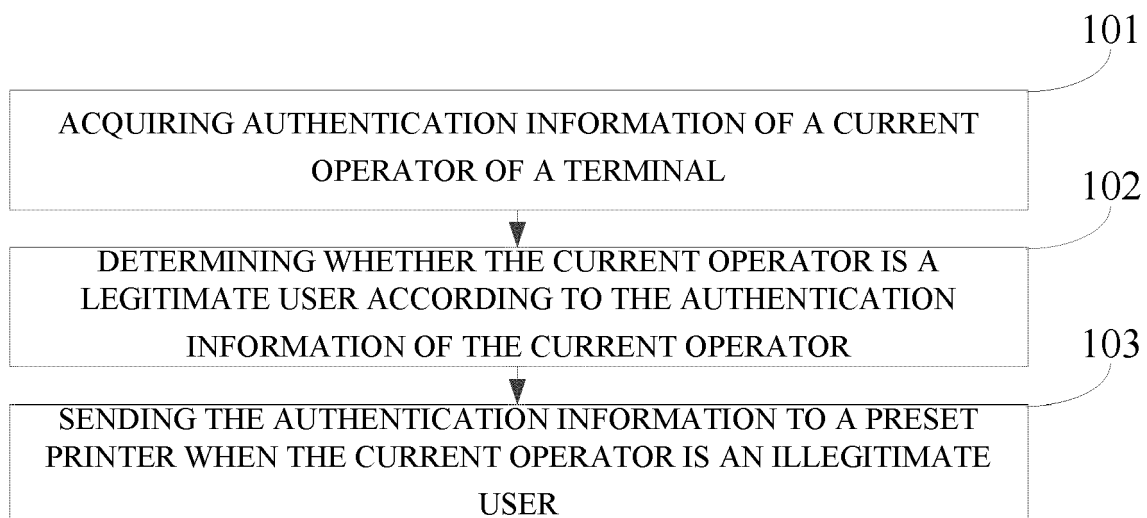 101
ACQUIRING AUTHENTICATION INFORMATION OF A CURRENT
OPERATOR OF A TERMINAL
102
DETERMINING WHETHER THE CURRENT OPERATOR IS A
LEGITIMATE USER ACCORDING TO THE AUTHENTICATION
INFORMATION OF THE CURRENT OPERATOR
103
SENDING THE AUTHENTICATION INFORMATION TO A PRESET
PRINTER WHEN THE CURRENT OPERATOR IS AN ILLEGITIMATE
USER